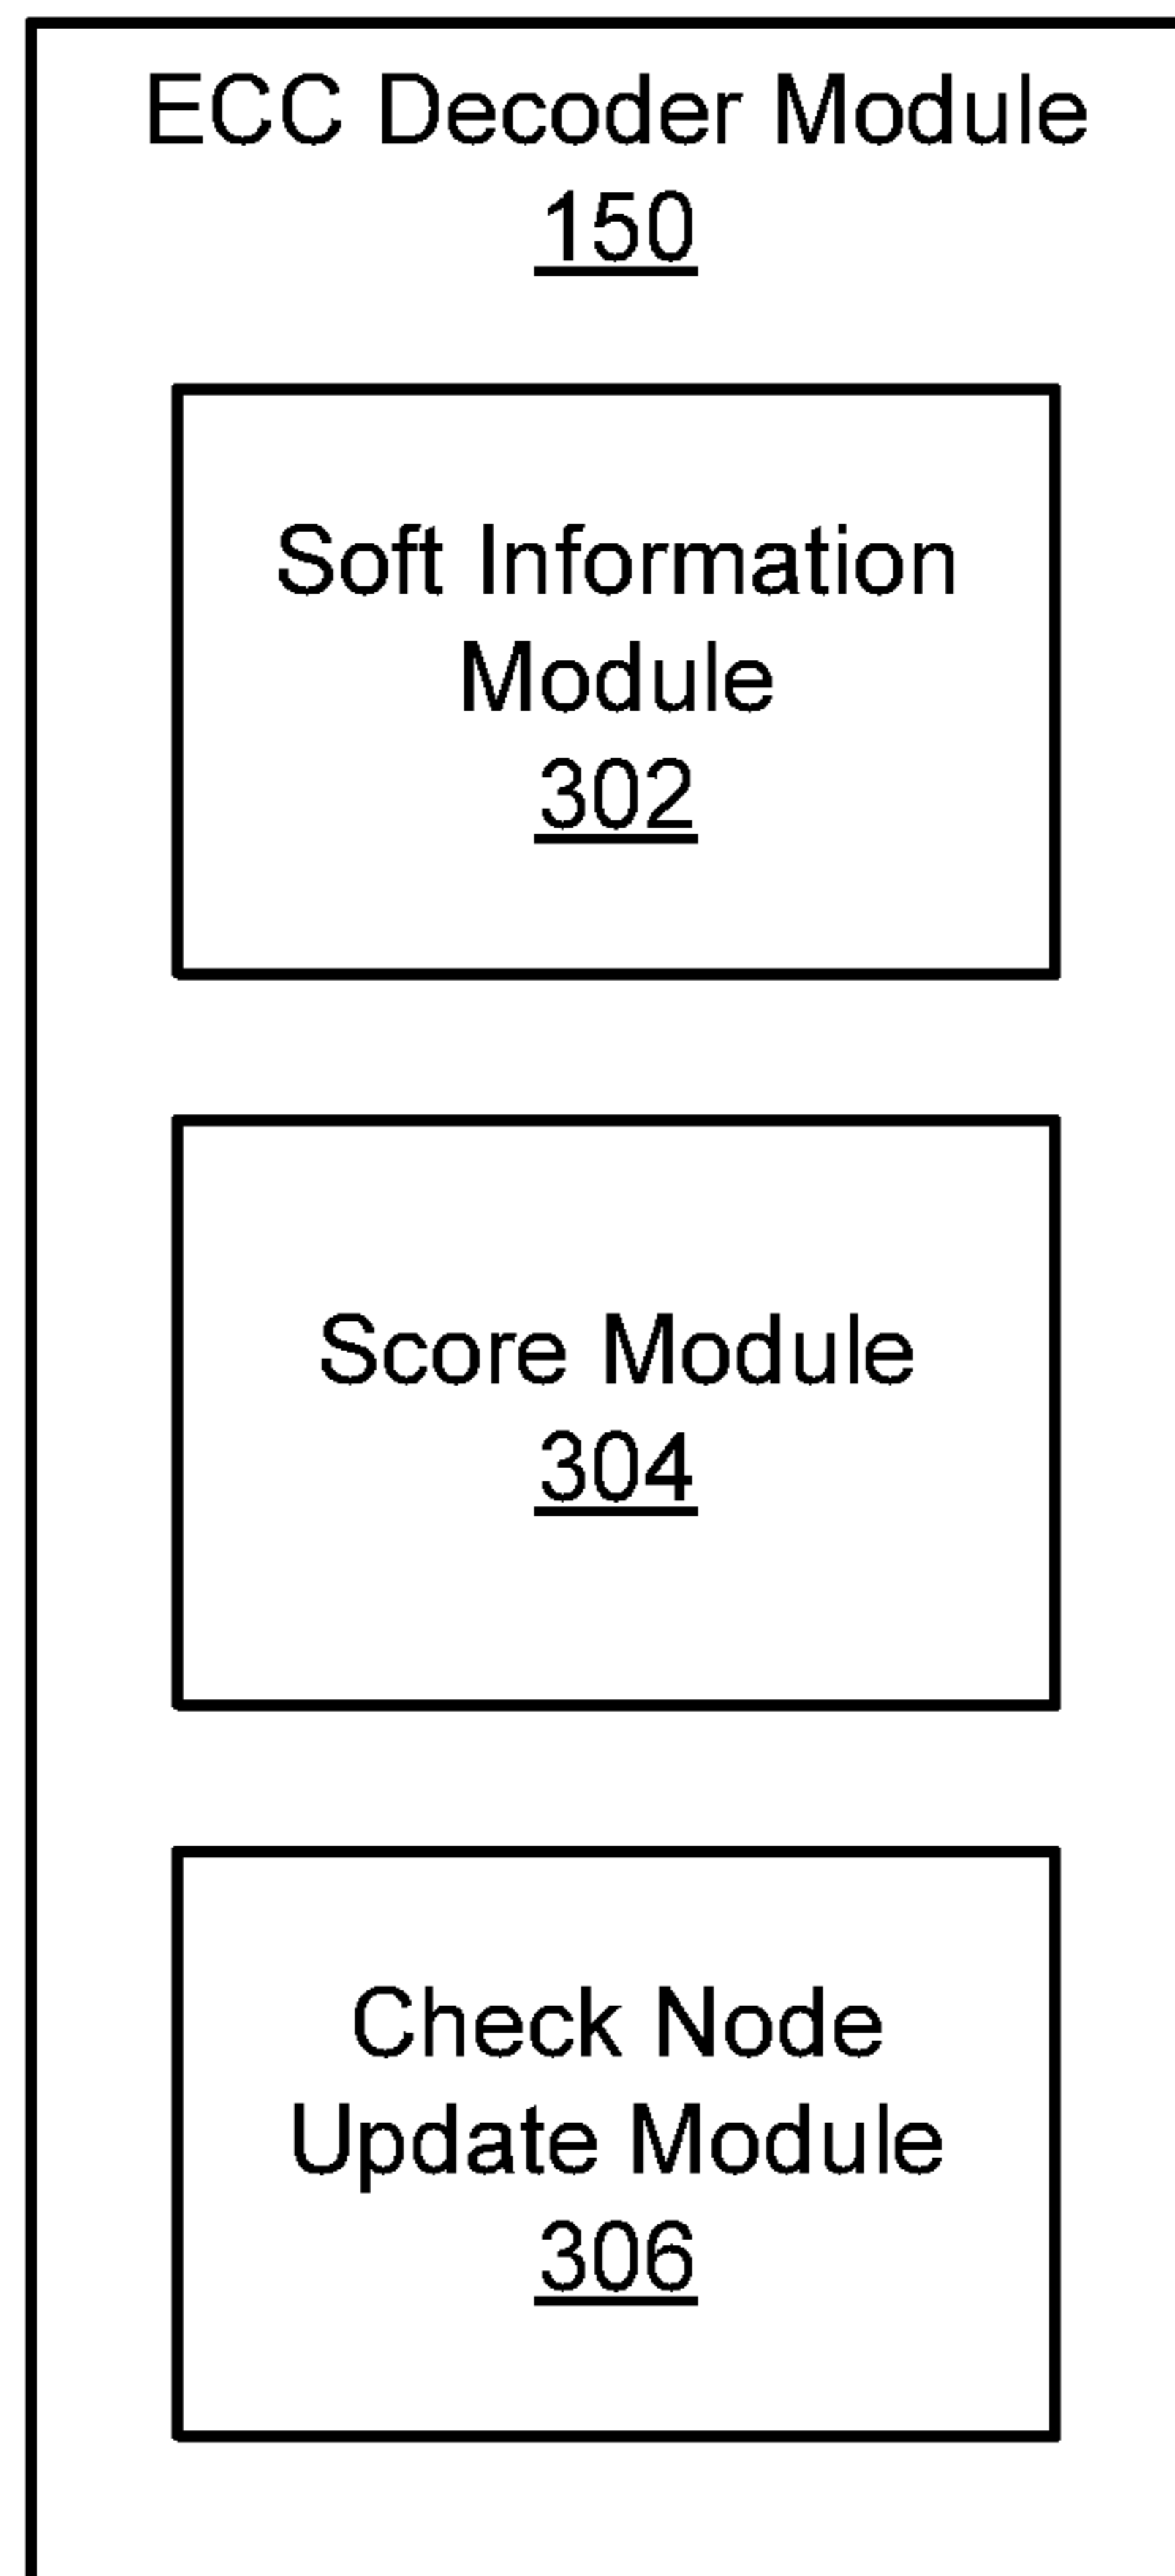 ECC Decoder Module
150
Soft Information
Module
302
Score Module
304
Check Node
Update Module
306